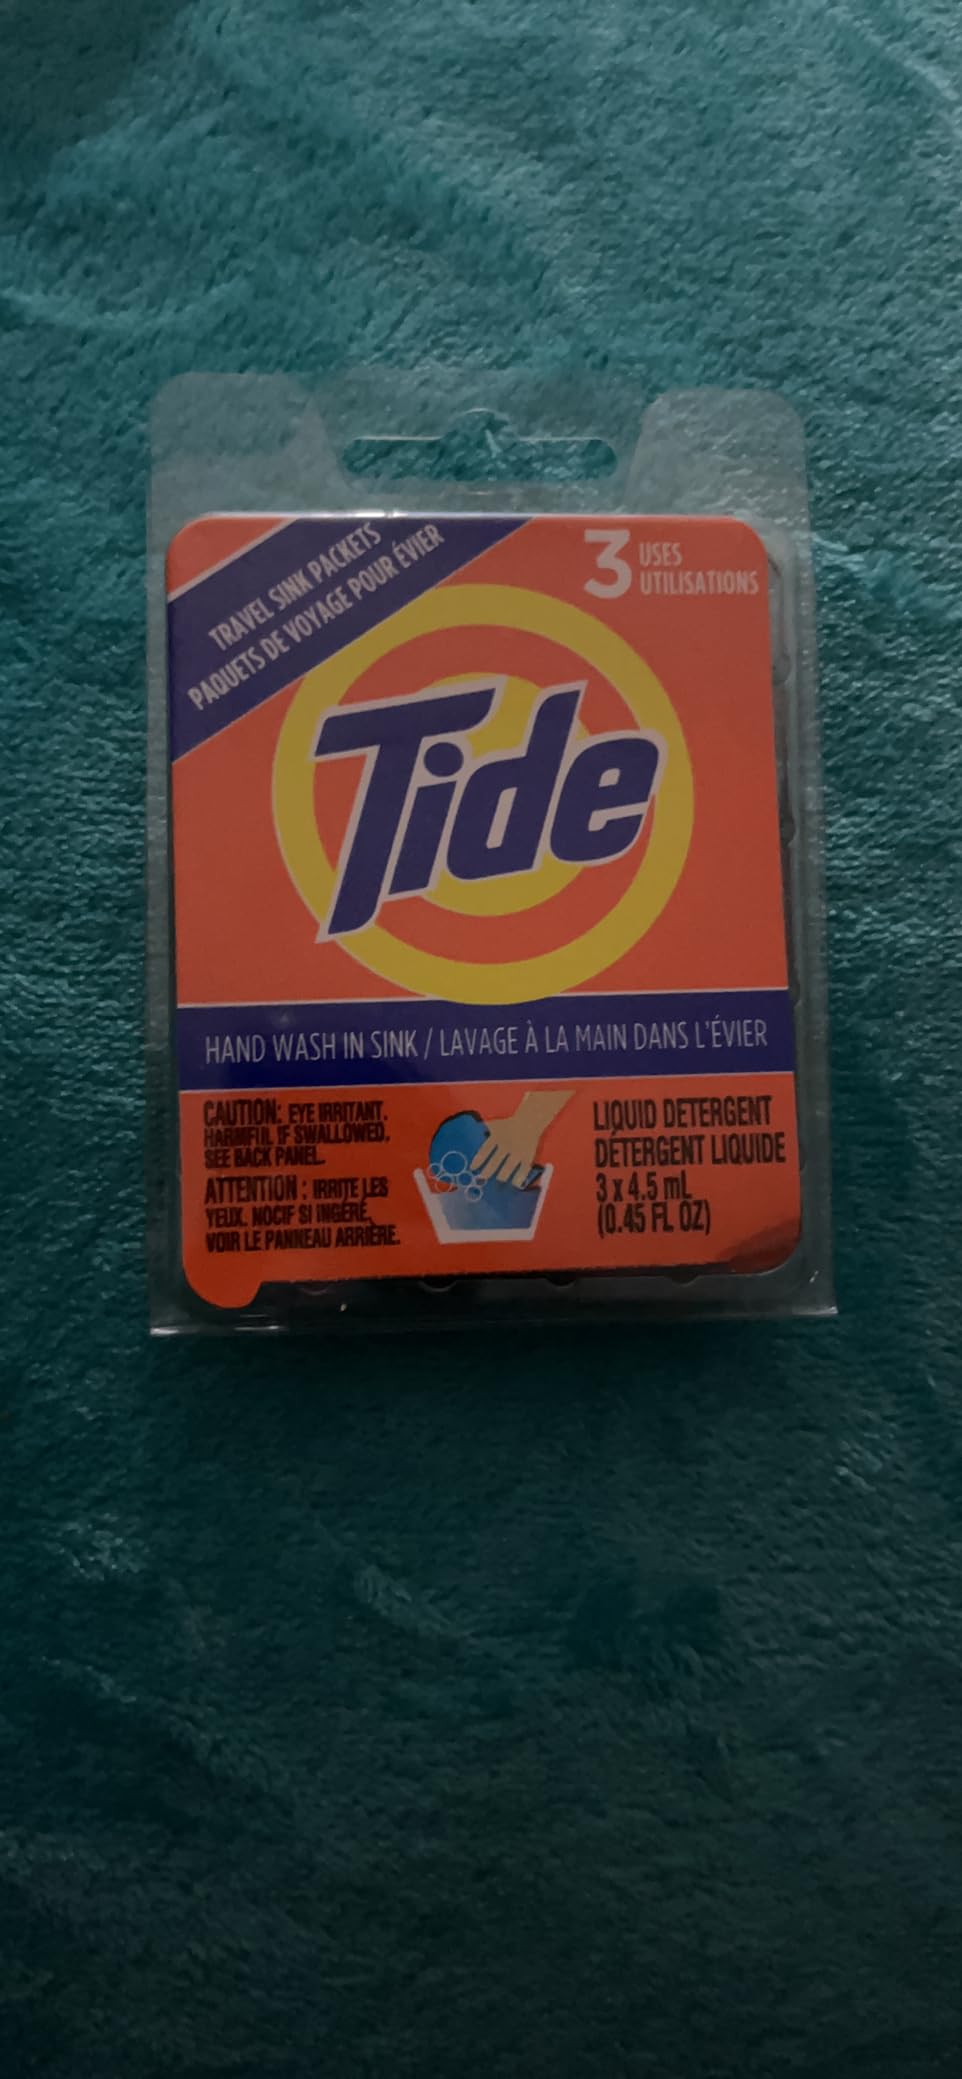 TRAVEL SINK PACKETS
PAQUETS DE VOYAGE POUR ÉVIER
3 USES
UTILISATIONS
Tide
HAND WASH IN SINK / LAVAGE À LA MAIN DANS L'ÉVIER
CAUTION: EYE IRRITANT.
HARMFUL IF SWALLOWED.
SEE BACK PANEL.
ATTENTION : IRRITE LES
YEUX. NOCIF SI INGÉRÉ.
VOIR LE PANNEAU ARRIÈRE.
LIQUID DETERGENT
DÉTERGENT LIQUIDE
3 x 4.5 mL
(0.45 FL OZ)